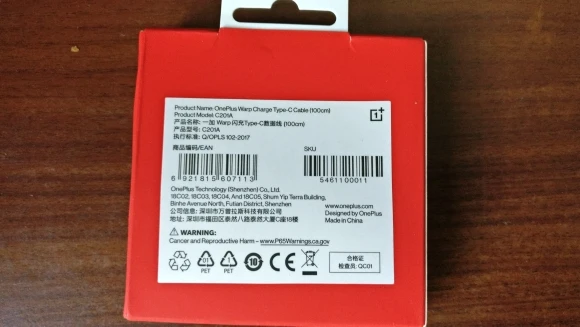 Product Name: OnePlus Warp Charge Type-C Cable (100cm)
Product Model: C201A
产品名称: 一加 Warp 闪充Type-C数据线 (100cm)
产品型号: C201A
执行标准: Q/OPLS 102-2017
商品编码/EAN
SKU
6 921815 607113
5461100011
OnePlus Technology (Shenzhen) Co., Ltd.
18C02, 18C03, 18C04, And 18C05, Shum Yip Terra Building,
Binhe Avenue North, Futian District, Shenzhen
公司信息: 深圳市万普拉斯科技有限公司
地址: 深圳市福田区泰然八路泰然大厦C座18楼
www.oneplus.com
Designed by OnePlus
Made in China
WARNING:
Cancer and Reproductive Harm – www.P65Warnings.ca.gov
01
PET
1
PET
10
合格证
检查员: QC01